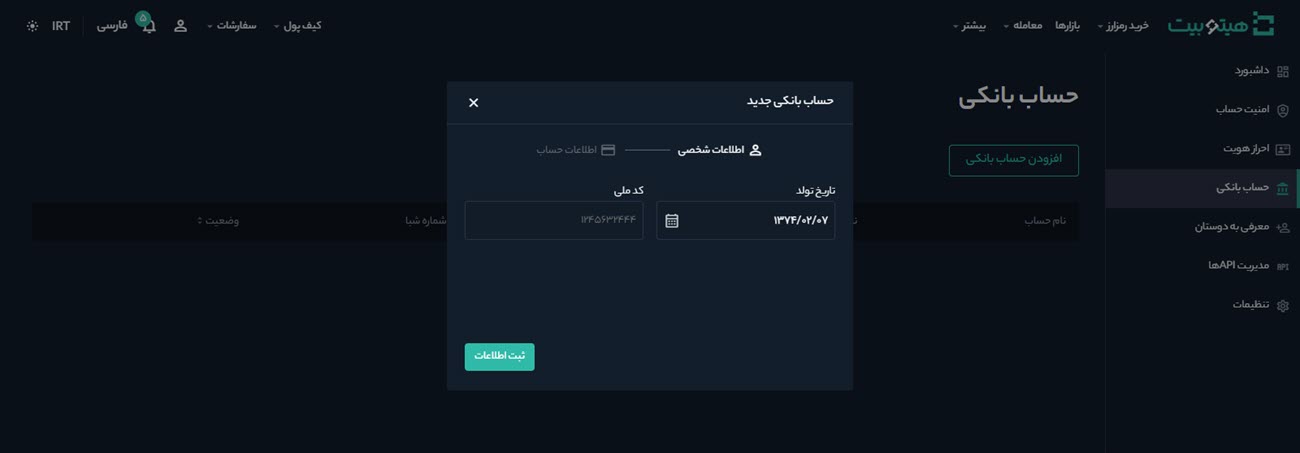 هیتوبیت
خرید رمزارز
بازارها
معامله
بیشتر
کیف پول
سفارشات
۵
فارسی
IRT
داشبورد
امنیت حساب
احراز هویت
حساب بانکی
معرفی به دوستان
مدیریت APIها
API
تنظیمات
حساب بانکی
افزودن حساب بانکی
نام حساب
شماره شبا
وضعیت
حساب بانکی جدید
اطلاعات شخصی
اطلاعات حساب
تاریخ تولد
کد ملی
۱۳۷۴/۰۲/۰۷
۱۲۴۵۶۳۲۴۴۴
ثبت اطلاعات